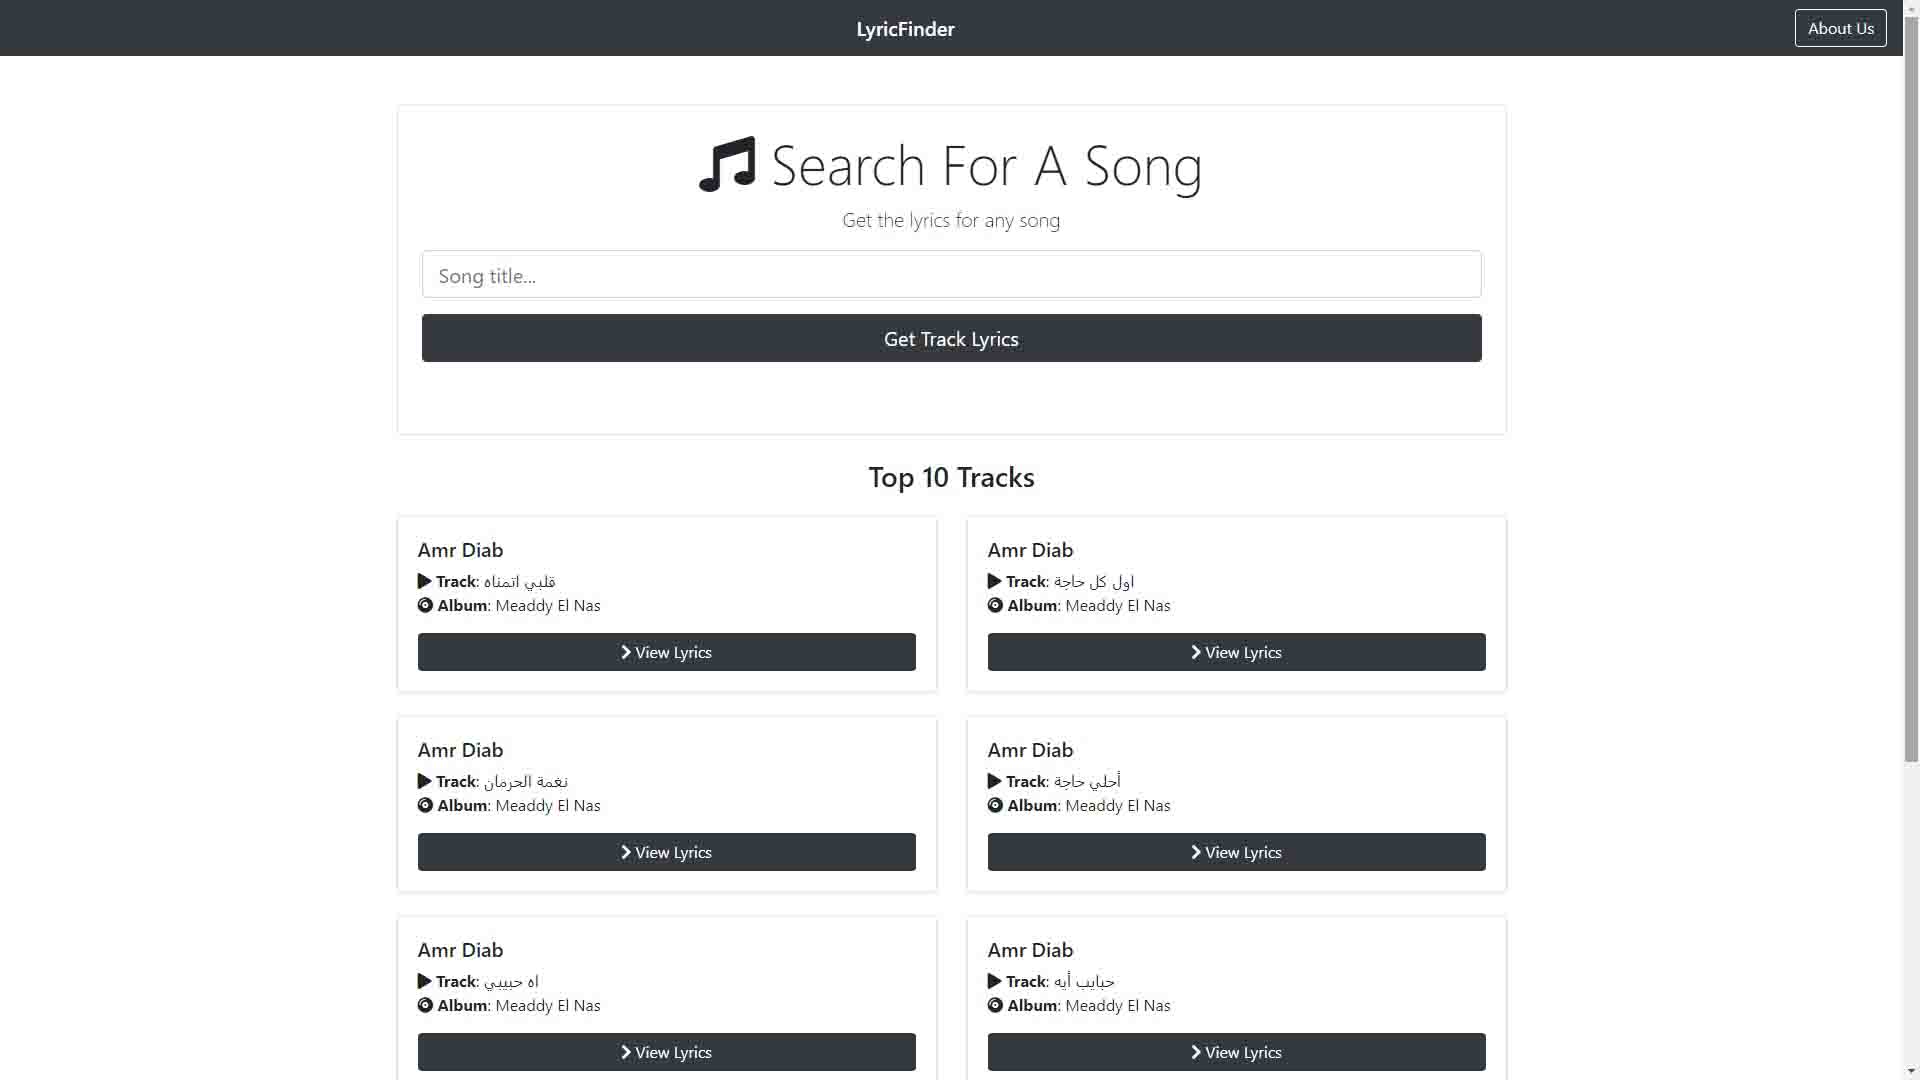 LyricFinder
About Us
Search For A Song
Get the lyrics for any song
Song title...
Get Track Lyrics
Top 10 Tracks
Amr Diab
Track: قلبي اتمناه
Album: Meaddy El Nas
View Lyrics
Amr Diab
Track: اول كل حاجة
Album: Meaddy El Nas
View Lyrics
Amr Diab
Track: نغمة الحرمان
Album: Meaddy El Nas
View Lyrics
Amr Diab
Track: أحلي حاجة
Album: Meaddy El Nas
View Lyrics
Amr Diab
Track: اه حبيبي
Album: Meaddy El Nas
View Lyrics
Amr Diab
Track: حبايب أيه
Album: Meaddy El Nas
View Lyrics